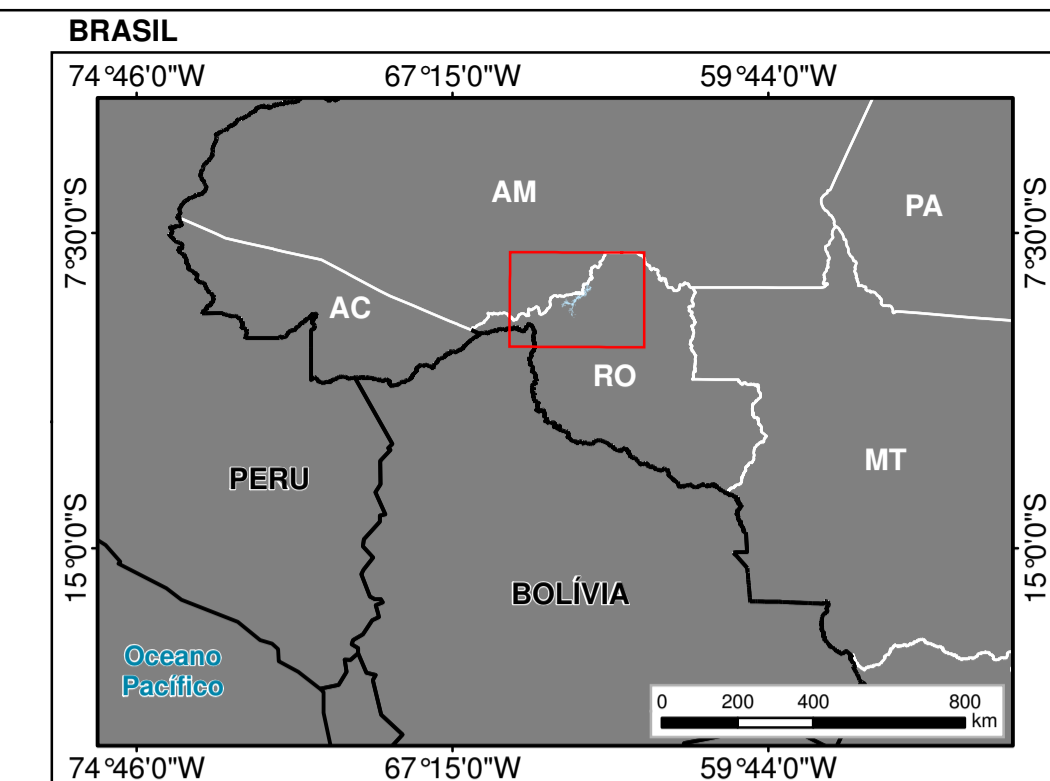 BRASIL
74°46'0"W 67°15'0"W 59°44'0"W
7°30'0"S
7°30'0"S
AM
PA
AC
RO
MT
PERU
15°0'0"S
15°0'0"S
BOLÍVIA
Oceano
Pacífico
0 200 400 800
km
74°46'0"W 67°15'0"W 59°44'0"W